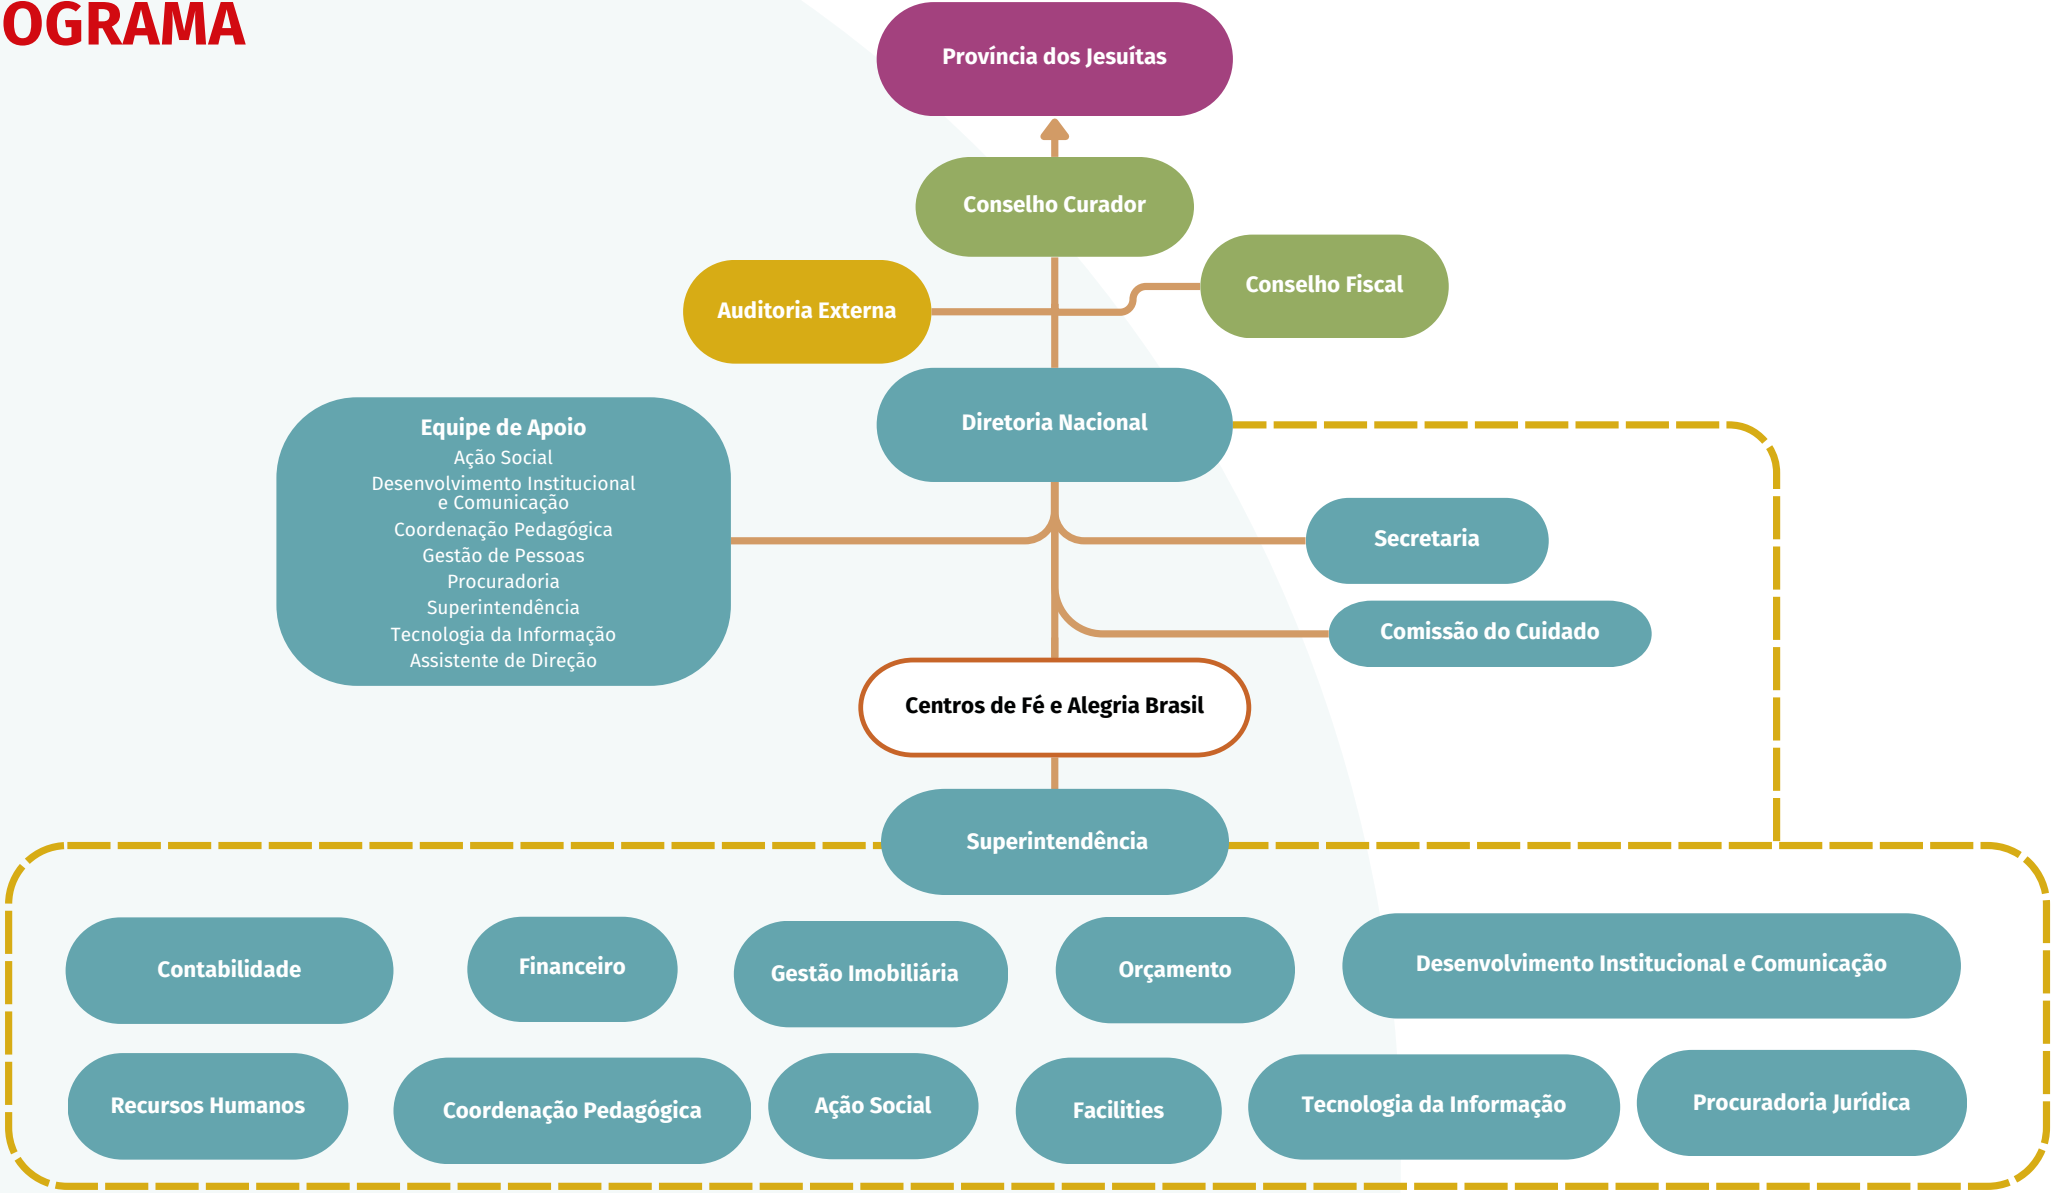 OGRAMA
Província dos Jesuítas
Conselho Curador
Conselho Fiscal
Auditoria Externa
Diretoria Nacional
Equipe de Apoio
Ação Social
Desenvolvimento Institucional
e Comunicação
Coordenação Pedagógica
Gestão de Pessoas
Procuradoria
Superintendência
Tecnologia da Informação
Assistente de Direção
Secretaria
Comissão do Cuidado
Centros de Fé e Alegria Brasil
Superintendência
Contabilidade
Financeiro
Gestão Imobiliária
Orçamento
Desenvolvimento Institucional e Comunicação
Recursos Humanos
Coordenação Pedagógica
Ação Social
Facilities
Tecnologia da Informação
Procuradoria Jurídica